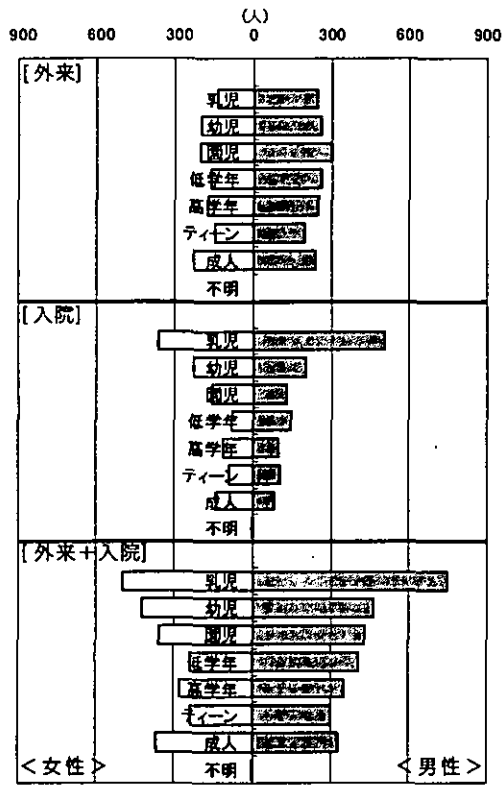 (人)
900 600 300 0 300 600 900
[外来]
乳児
幼児
園児
低学年
高学年
ティーン
成人
不明
[入院]
乳児
幼児
園児
低学年
高学年
ティーン
成人
不明
[外来+入院]
乳児
幼児
園児
低学年
高学年
ティーン
成人
不明
<女性> <男性>